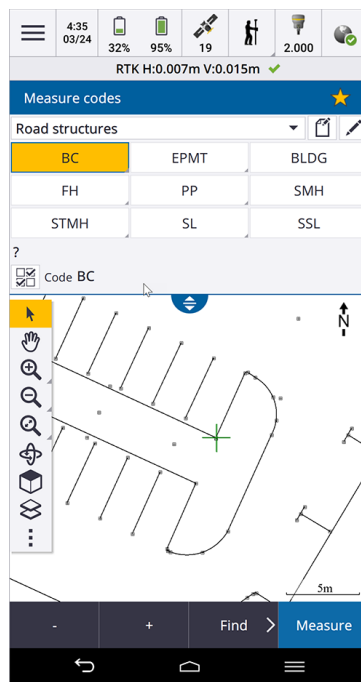 4:35
03/24
32%
95%
19
2.000
RTK H:0.007m V:0.015m
Measure codes
Road structures
BC EPMT BLDG
FH PP SMH
STMH SL SSL
?
Code BC
N
5m
- + Find Measure